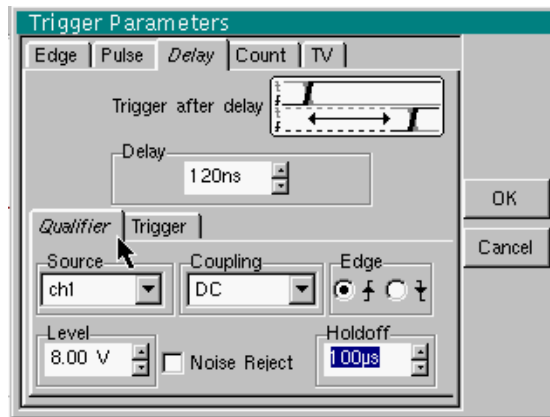 Trigger Parameters
Edge Pulse Delay Count TV
Trigger after delay
Delay
120ns
OK
Qualifier Trigger
Cancel
Source Coupling Edge
ch1 DC
Level Holdoff
8.00 V Noise Reject 100µs